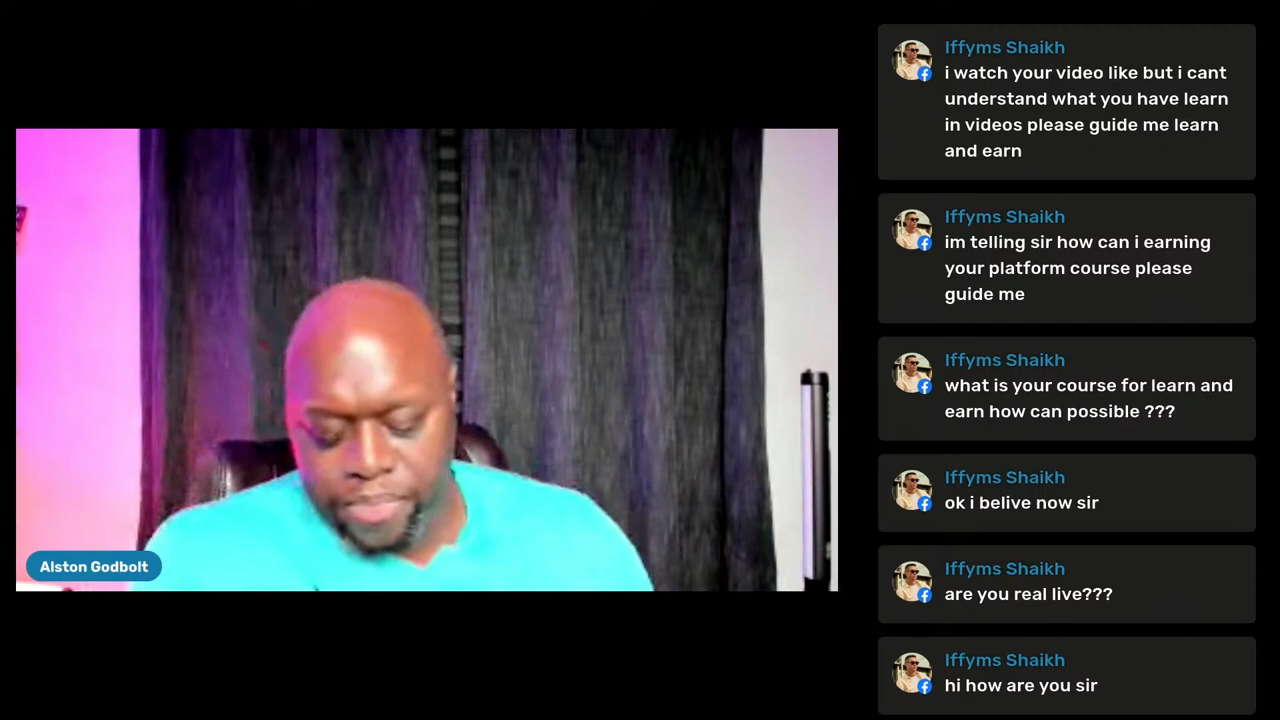 Alston Godbolt
Iffyms Shaikh
i watch your video like but i cant
understand what you have learn
in videos please guide me learn
and earn
Iffyms Shaikh
im telling sir how can i earning
your platform course please
guide me
Iffyms Shaikh
what is your course for learn and
earn how can possible ???
Iffyms Shaikh
ok i belive now sir
Iffyms Shaikh
are you real live???
Iffyms Shaikh
hi how are you sir